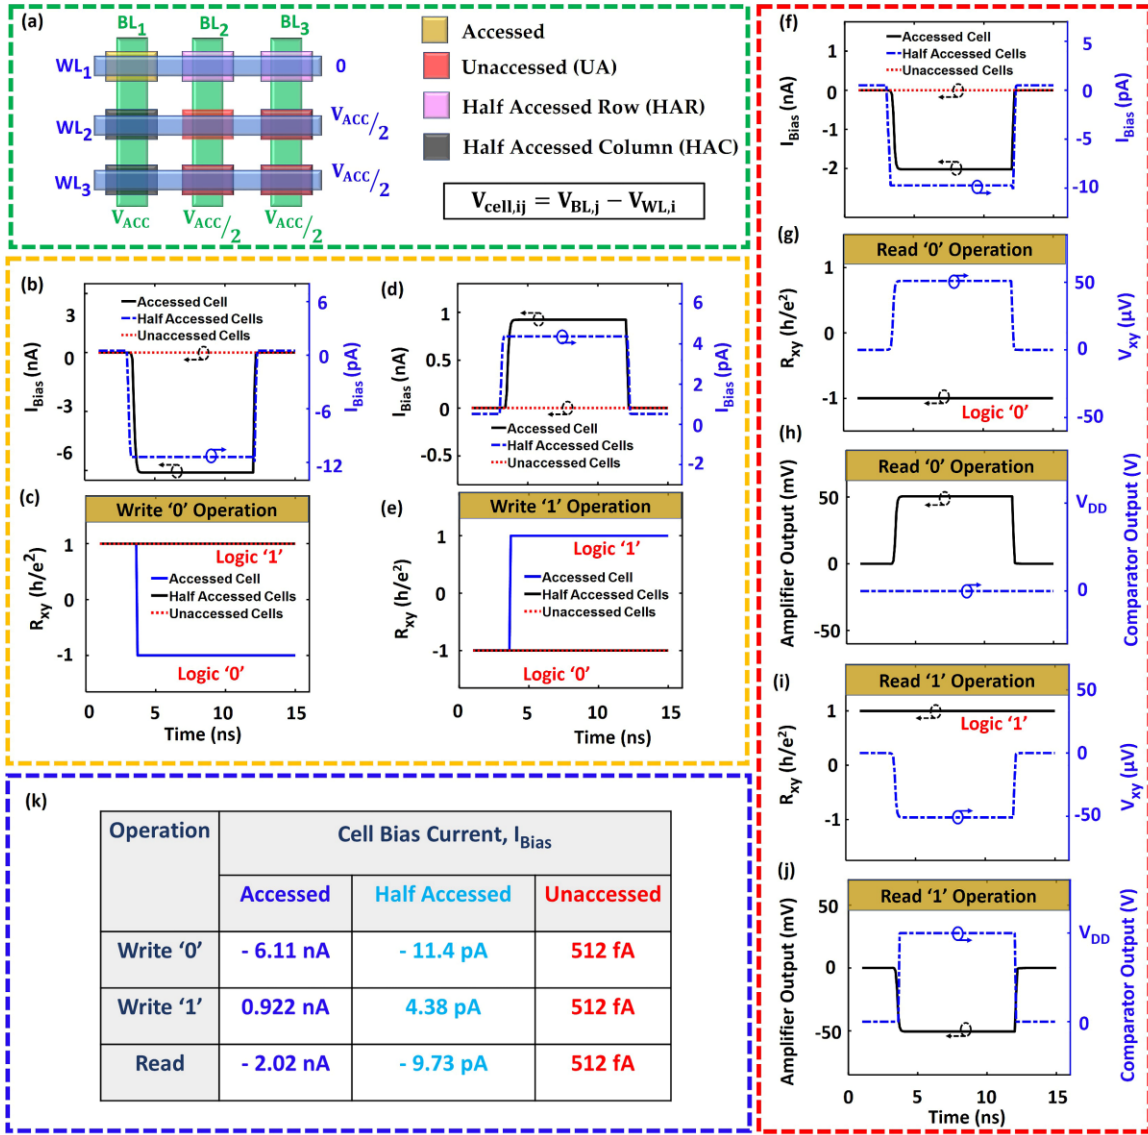 (a)
BL1
BL2
BL3
WL1
0
WL2
VACC/2
WL3
VACC/2
VACC
VACC/2
VACC/2
Accessed
Unaccessed (UA)
Half Accessed Row (HAR)
Half Accessed Column (HAC)
Vcell,ij = VBL,j − VWL,i
(b)
3
0
-3
-6
IBias (nA)
Accessed Cell
Half Accessed Cells
Unaccessed Cells
6
0
-6
-12
IBias (pA)
(c)
Write ‘0’ Operation
1
0
-1
Rxy (h/e²)
Logic ‘1’
Accessed Cell
Half Accessed Cells
Unaccessed Cells
Logic ‘0’
0
5
10
15
Time (ns)
(d)
1
0.5
0
-0.5
IBias (nA)
Accessed Cell
Half Accessed Cells
Unaccessed Cells
6
4
2
0
-2
IBias (pA)
(e)
Write ‘1’ Operation
1
0
-1
Rxy (h/e²)
Logic ‘1’
Accessed Cell
Half Accessed Cells
Unaccessed Cells
Logic ‘0’
0
5
10
15
Time (ns)
(f)
1
0
-1
-2
IBias (nA)
Accessed Cell
Half Accessed Cells
Unaccessed Cells
5
0
-5
-10
IBias (pA)
(g)
Read ‘0’ Operation
1
0
-1
Rxy (h/e²)
Logic ‘0’
50
0
-50
Vxy (µV)
(h)
Read ‘0’ Operation
50
0
-50
Amplifier Output (mV)
VDD
0
Comparator Output (V)
(i)
Read ‘1’ Operation
1
0
-1
Rxy (h/e²)
Logic ‘1’
50
0
-50
-100
Vxy (µV)
(j)
Read ‘1’ Operation
50
0
-50
Amplifier Output (mV)
VDD
0
Comparator Output (V)
0
5
10
15
Time (ns)
(k)
Operation
Cell Bias Current, IBias
Accessed
Half Accessed
Unaccessed
Write ‘0’
- 6.11 nA
- 11.4 pA
512 fA
Write ‘1’
0.922 nA
4.38 pA
512 fA
Read
- 2.02 nA
- 9.73 pA
512 fA